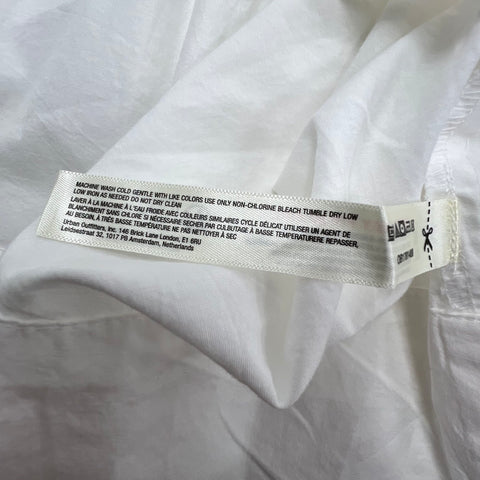 MACHINE WASH COLD GENTLE WITH LIKE COLORS USE ONLY NON-CHLORINE BLEACH TUMBLE DRY LOW
LOW IRON AS NEEDED DO NOT DRY CLEAN
LAVER À LA MACHINE À L'EAU FROIDE AVEC COULEURS SIMILAIRES CYCLE DÉLICAT UTILISER UN AGENT DE
BLANCHIMENT SANS CHLORE SI NÉCESSAIRE SÉCHER PAR CULBUTAGE À BASSE TEMPERATURERE REPASSER,
AU BESOIN, À TRÈS BASSE TEMPÉRATURE NE PAS NETTOYER À SEC
Urban Outfitters, Inc. 146 Brick Lane London, E1 6RU
Leidsestraat 32, 1017 PB Amsterdam, Netherlands